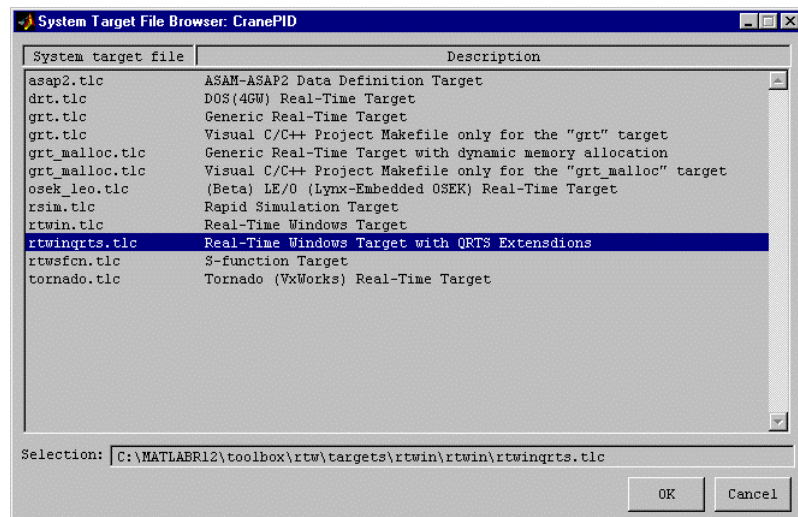 System Target File Browser: CranePID
System target file Description
asap2.tlc ASAM-ASAP2 Data Definition Target
drt.tlc DOS(4GW) Real-Time Target
grt.tlc Generic Real-Time Target
grt.tlc Visual C/C++ Project Makefile only for the "grt" target
grt_malloc.tlc Generic Real-Time Target with dynamic memory allocation
grt_malloc.tlc Visual C/C++ Project Makefile only for the "grt_malloc" target
osek_leo.tlc (Beta) LE/O (Lynx-Embedded OSEK) Real-Time Target
rsim.tlc Rapid Simulation Target
rtwin.tlc Real-Time Windows Target
rtwinqrts.tlc Real-Time Windows Target with QRTS Extensdions
rtwsfcn.tlc S-function Target
tornado.tlc Tornado (VxWorks) Real-Time Target
Selection: C:\MATLABR12\toolbox\rtw\targets\rtwin\rtwin\rtwinqrts.tlc
OK Cancel